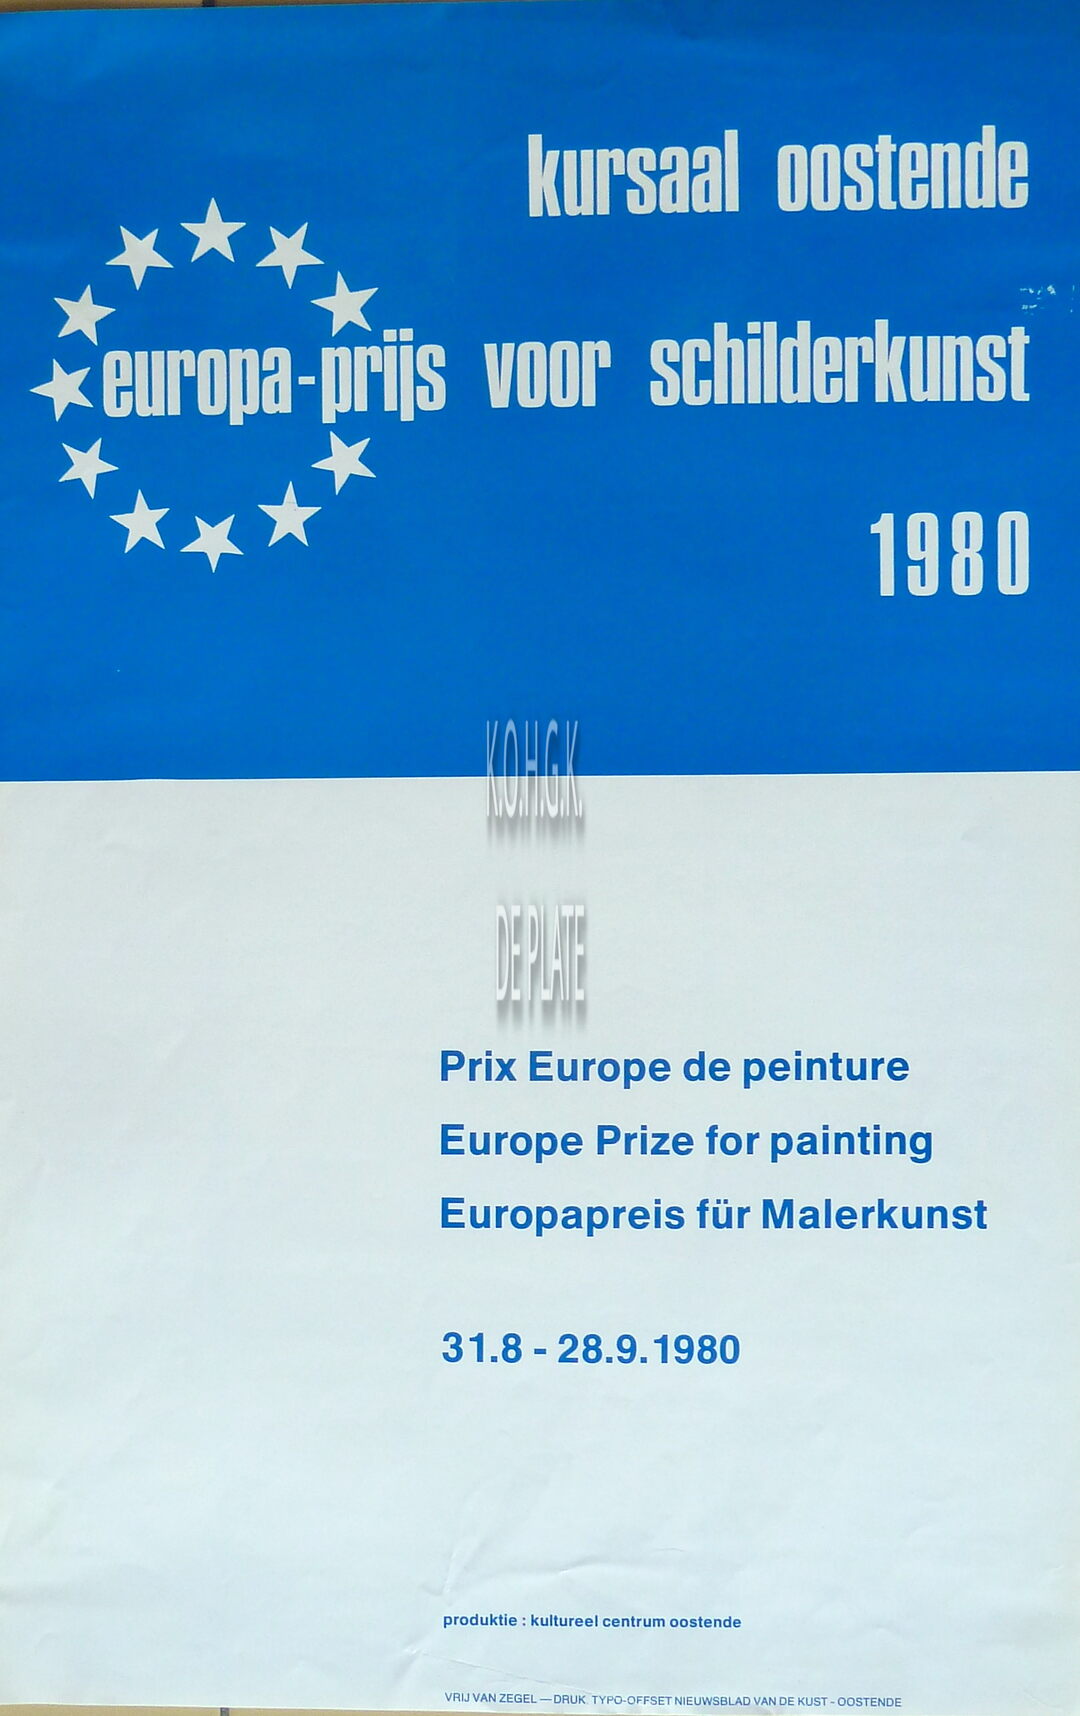 kursaal oostende
europa-prijs voor schilderkunst
1980
K.O.H.G.K.
DE PLATE
Prix Europe de peinture
Europe Prize for painting
Europapreis für Malerkunst
31.8 - 28.9.1980
produktie : kultureel centrum oostende
VRIJ VAN ZEGEL — DRUK. TYPO-OFFSET NIEUWSBLAD VAN DE KUST - OOSTENDE